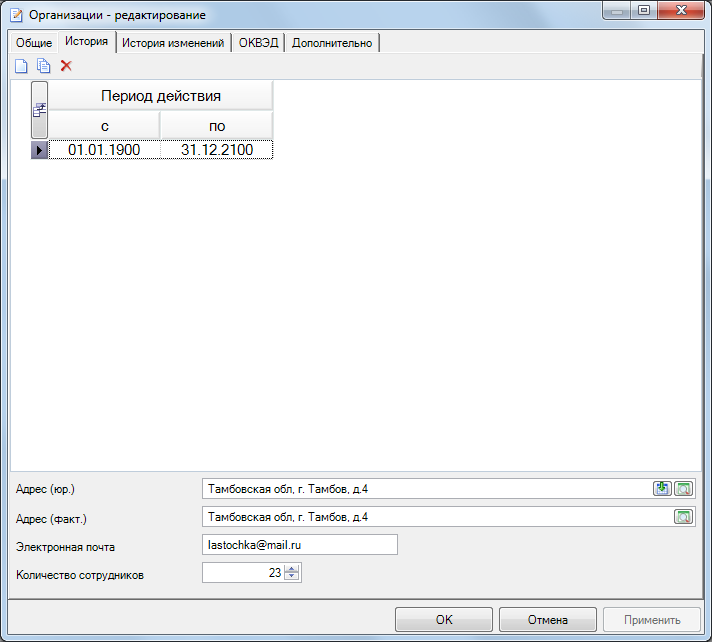 Организации - редактирование
Общие История История изменений ОКВЭД Дополнительно
Период действия
с по
01.01.1900 31.12.2100
Адрес (юр.) Тамбовская обл, г. Тамбов, д.4
Адрес (факт.) Тамбовская обл, г. Тамбов, д.4
Электронная почта lastochka@mail.ru
Количество сотрудников 23
ОК Отмена Применить